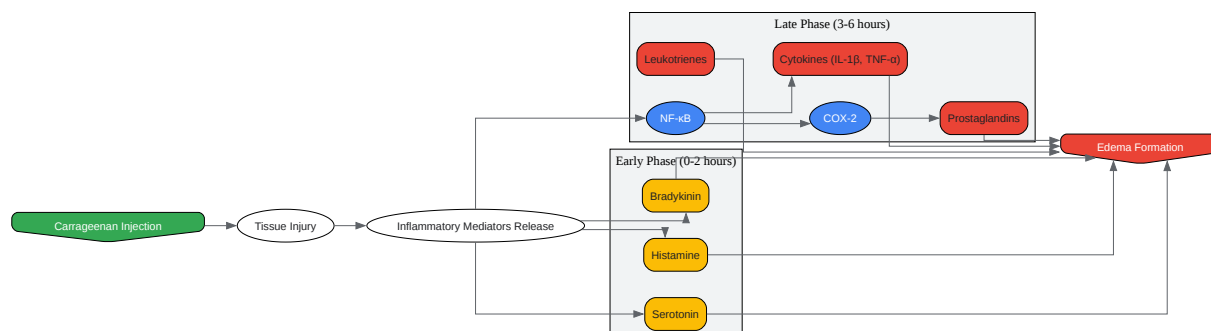 Late Phase (3-6 hours)
Leukotrienes
Cytokines (IL-1β, TNF-α)
NF-κB
COX-2
Prostaglandins
Edema Formation
Early Phase (0-2 hours)
Bradykinin
Carrageenan Injection
Tissue Injury
Inflammatory Mediators Release
Histamine
Serotonin